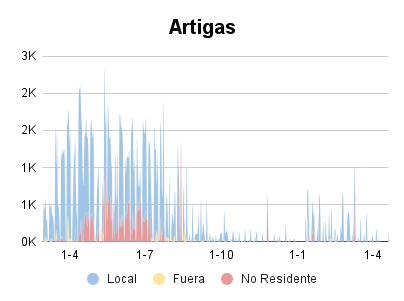 Artigas
3K
2K
2K
1K
1K
0K
1-4
1-7
1-10
1-1
1-4
Local
Fuera
No Residente